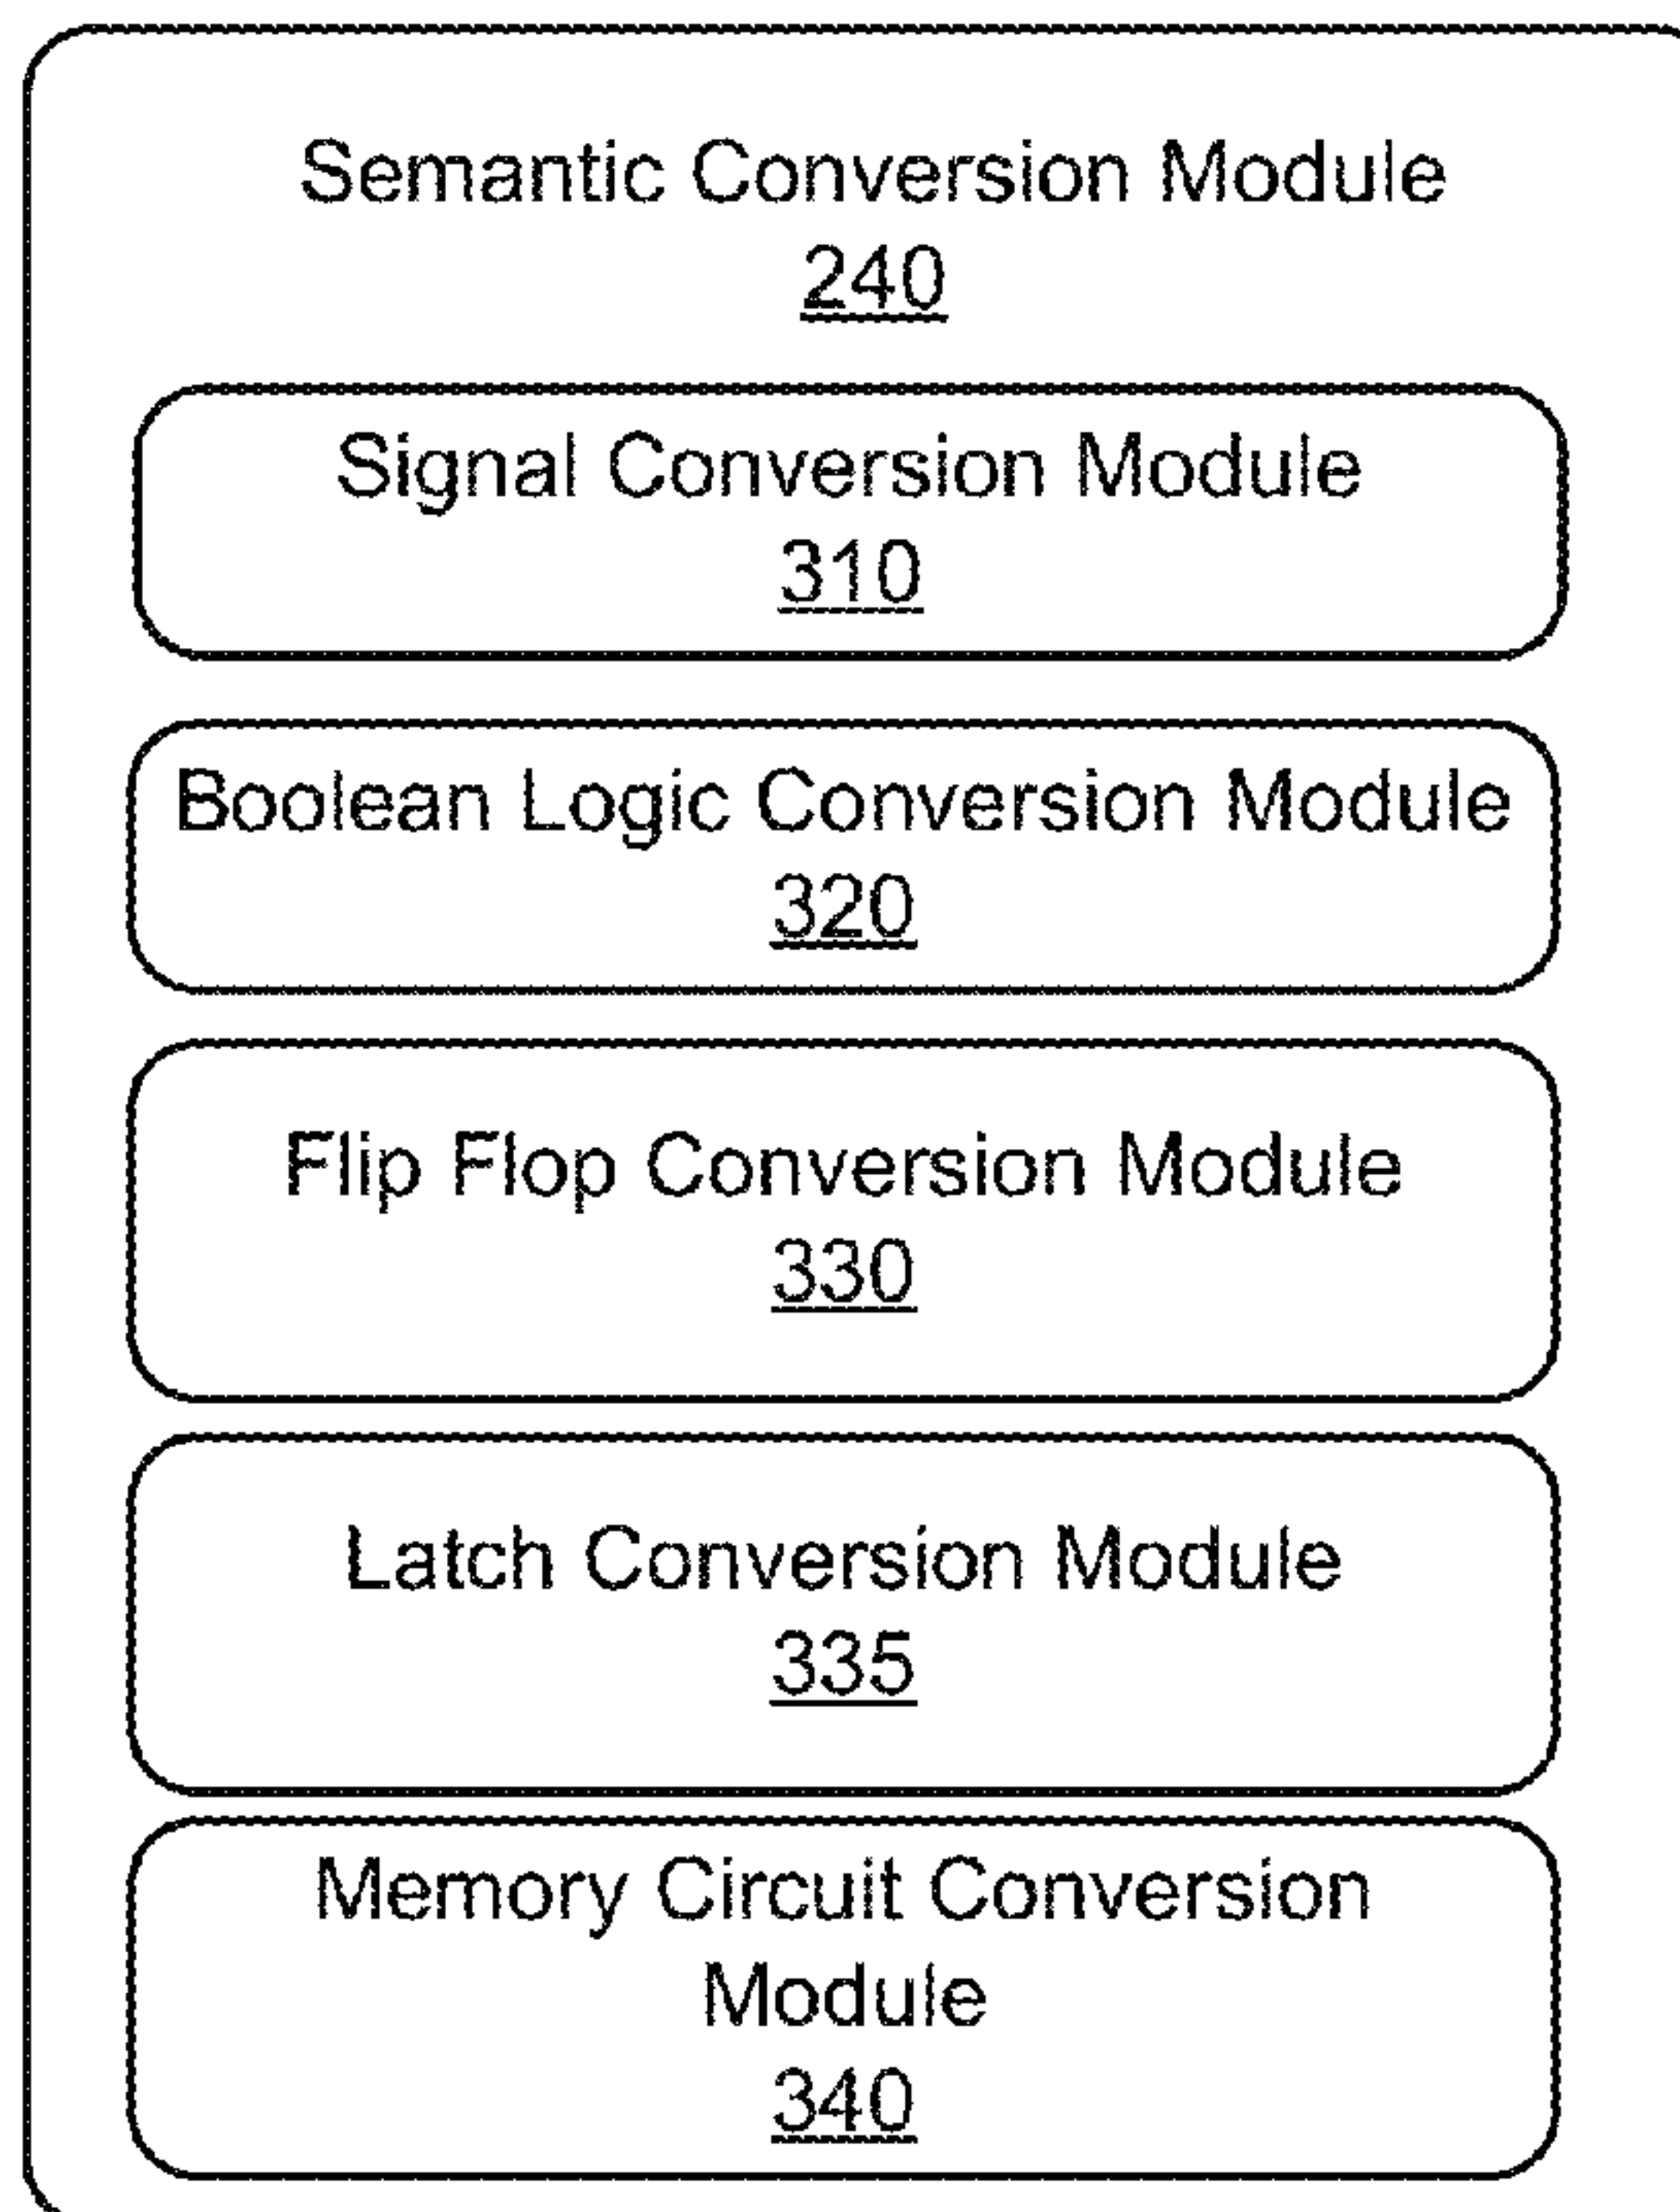 Semantic Conversion Module
240
Signal Conversion Module
310
Boolean Logic Conversion Module
320
Flip Flop Conversion Module
330
Latch Conversion Module
335
Memory Circuit Conversion
Module
340